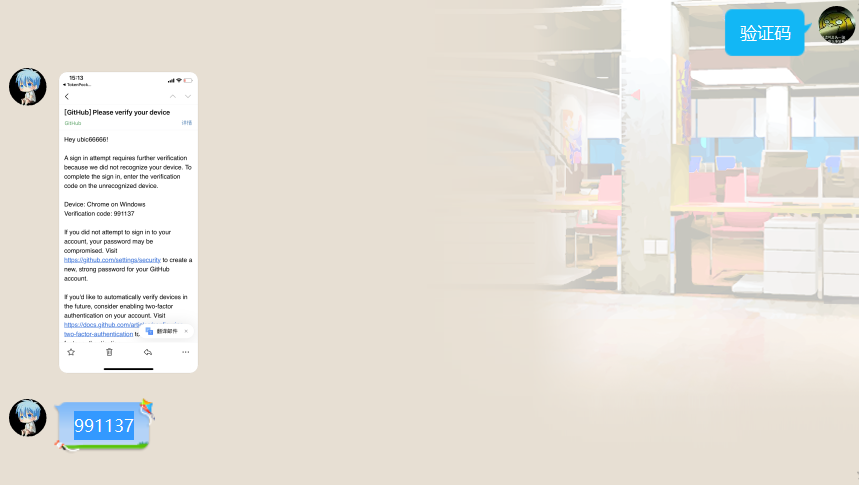 验证码
15:13
TokenPock...
[GitHub] Please verify your device
GitHub
详情
Hey ubic66666!
A sign in attempt requires further verification
because we did not recognize your device. To
complete the sign in, enter the verification
code on the unrecognized device.
Device: Chrome on Windows
Verification code: 991137
If you did not attempt to sign in to your
account, your password may be
compromised. Visit
https://github.com/settings/security to create a
new, strong password for your GitHub
account.
If you'd like to automatically verify devices in
the future, consider enabling two-factor
authentication on your account. Visit
https://docs.github.com/arti
two-factor-authentication
翻译邮件
991137